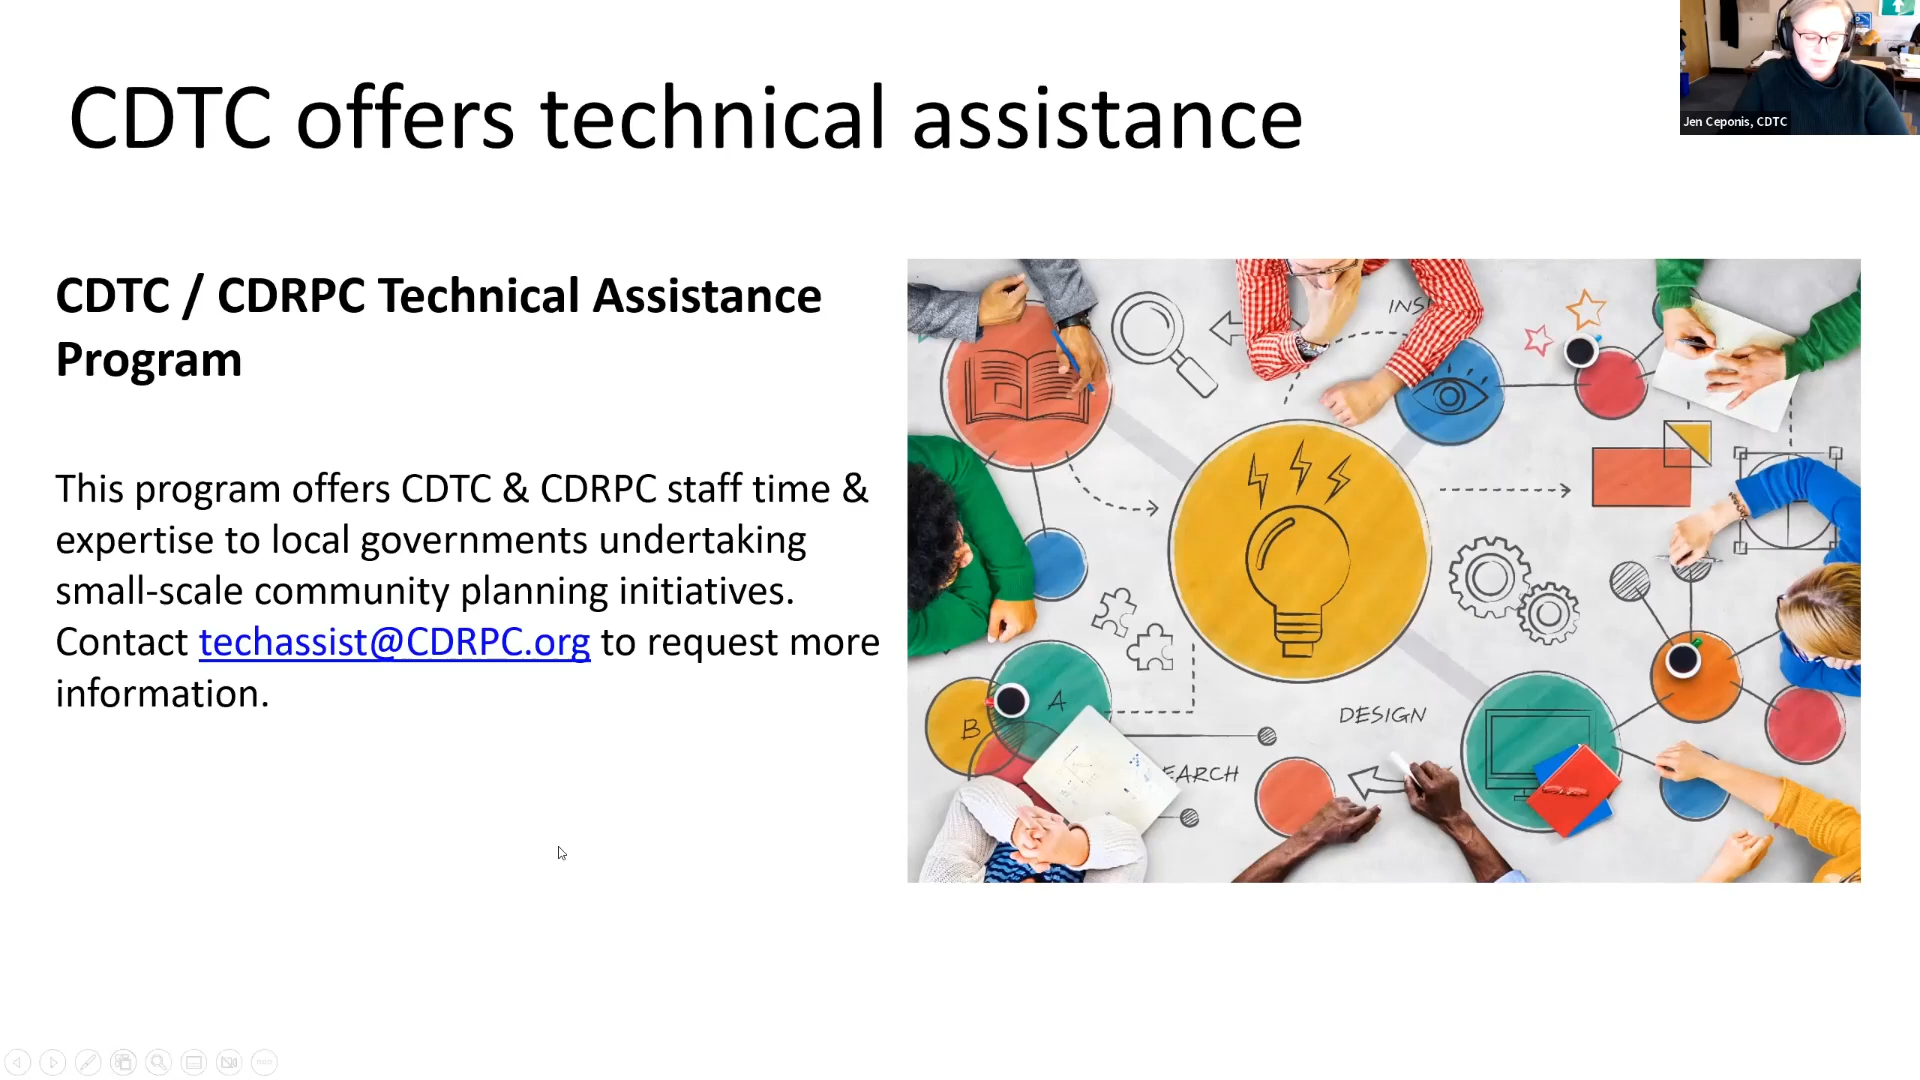 CDTC offers technical assistance
Jen Ceponis, CDTC
CDTC / CDRPC Technical Assistance
Program
This program offers CDTC & CDRPC staff time &
expertise to local governments undertaking
small-scale community planning initiatives.
Contact techassist@CDRPC.org to request more
information.
INS
A
B
DESIGN
EARCH